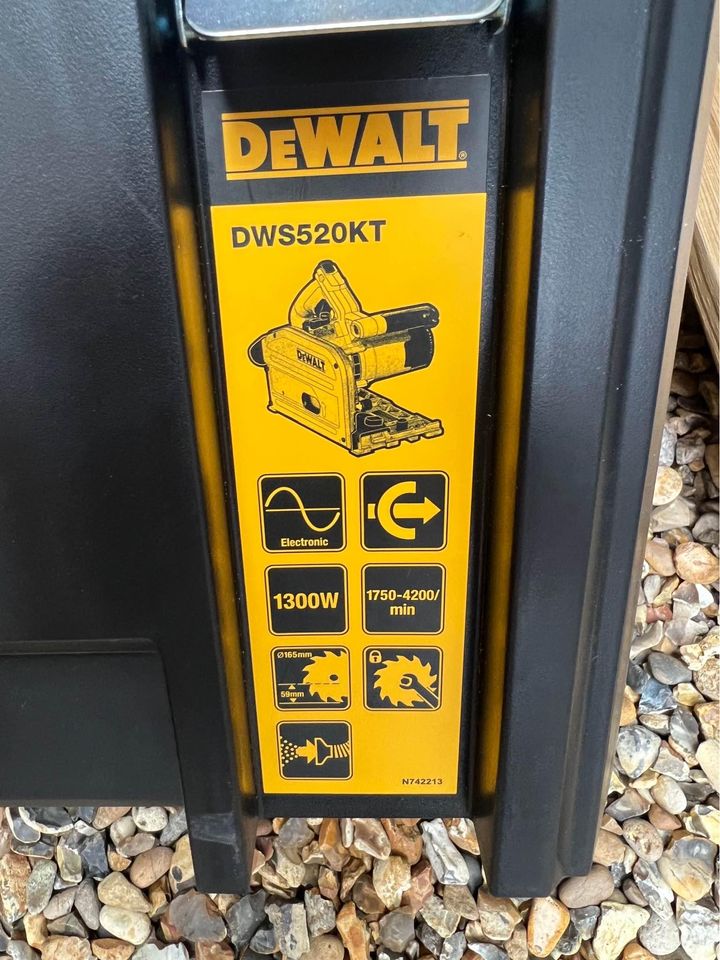 DEWALT®
DWS520KT
DEWALT
Electronic
1300W
1750-4200/
min
Ø165mm
59mm
N742213